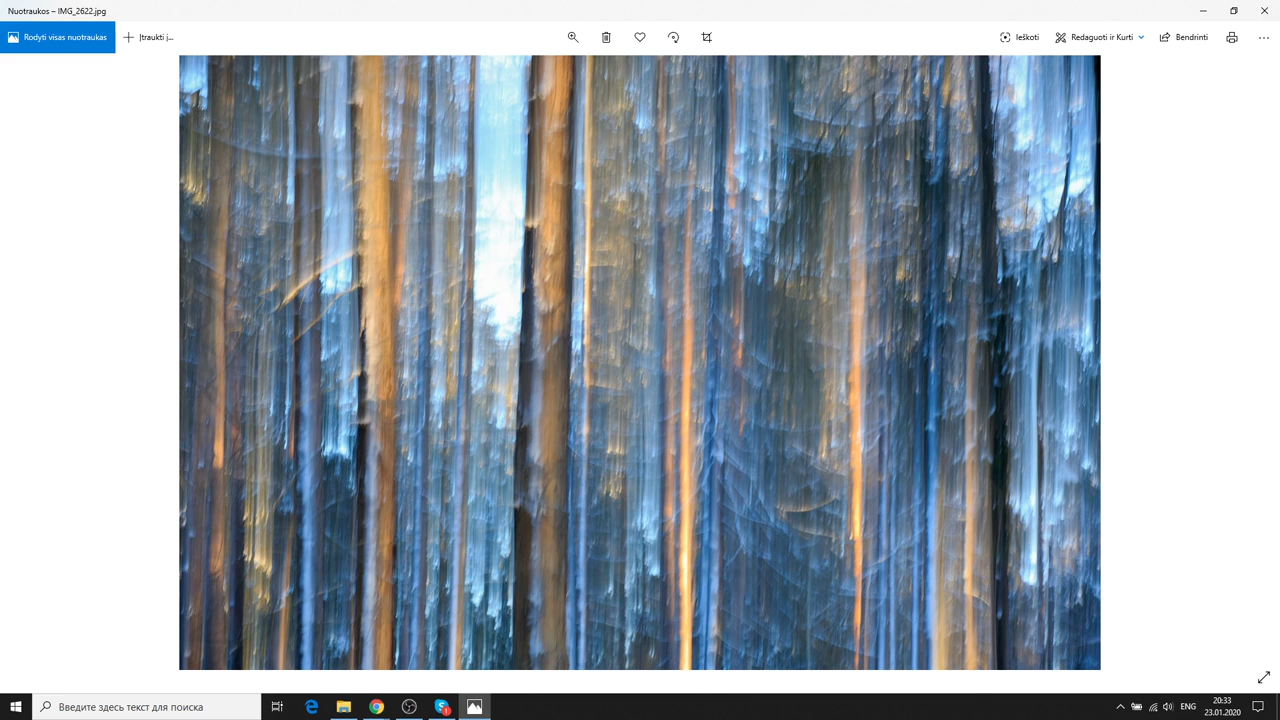 Nuotraukos – IMG_2622.jpg
Rodyti visas nuotraukas
Įtraukti į...
Ieškoti
Redaguoti ir Kurti
Bendrinti
Введите здесь текст для поиска
1
ENG
20:33
23.01.2020